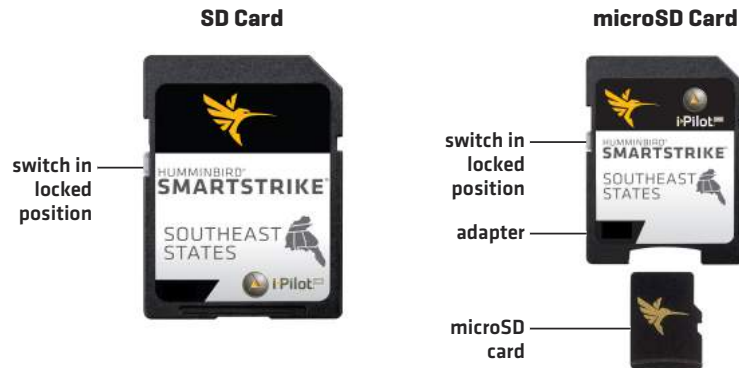 SD Card
switch in
locked
position
HUMMINBIRD®
SMARTSTRIKE™
SOUTHEAST
STATES
i-Pilot
microSD Card
i-Pilot
switch in
locked
position
HUMMINBIRD®
SMARTSTRIKE
SOUTHEAST
STATES
adapter
microSD
card